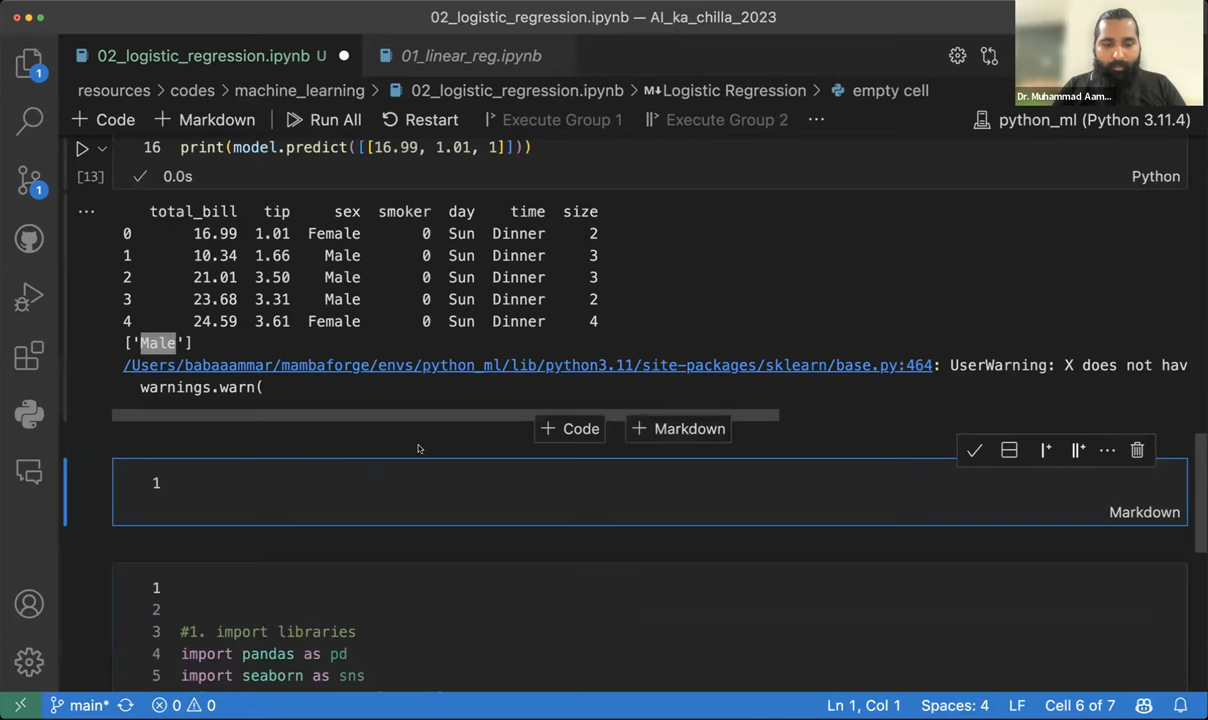 02_logistic_regression.ipynb — AI_ka_chilla_2023
02_logistic_regression.ipynb U
01_linear_reg.ipynb
resources > codes > machine_learning > 02_logistic_regression.ipynb > M↓Logistic Regression > empty cell
+ Code + Markdown Run All Restart Execute Group 1 Execute Group 2 ... python_ml (Python 3.11.4)
Dr. Muhammad Aam...
1
1
16 print(model.predict([[16.99, 1.01, 1]]))
[13] 0.0s Python
... total_bill tip sex smoker day time size
0 16.99 1.01 Female 0 Sun Dinner 2
1 10.34 1.66 Male 0 Sun Dinner 3
2 21.01 3.50 Male 0 Sun Dinner 3
3 23.68 3.31 Male 0 Sun Dinner 2
4 24.59 3.61 Female 0 Sun Dinner 4
['Male']
/Users/babaaammar/mambaforge/envs/python_ml/lib/python3.11/site-packages/sklearn/base.py:464: UserWarning: X does not hav
warnings.warn(
+ Code + Markdown
1
Markdown
1
2
3 #1. import libraries
4 import pandas as pd
5 import seaborn as sns
main* 0 0 Ln 1, Col 1 Spaces: 4 LF Cell 6 of 7